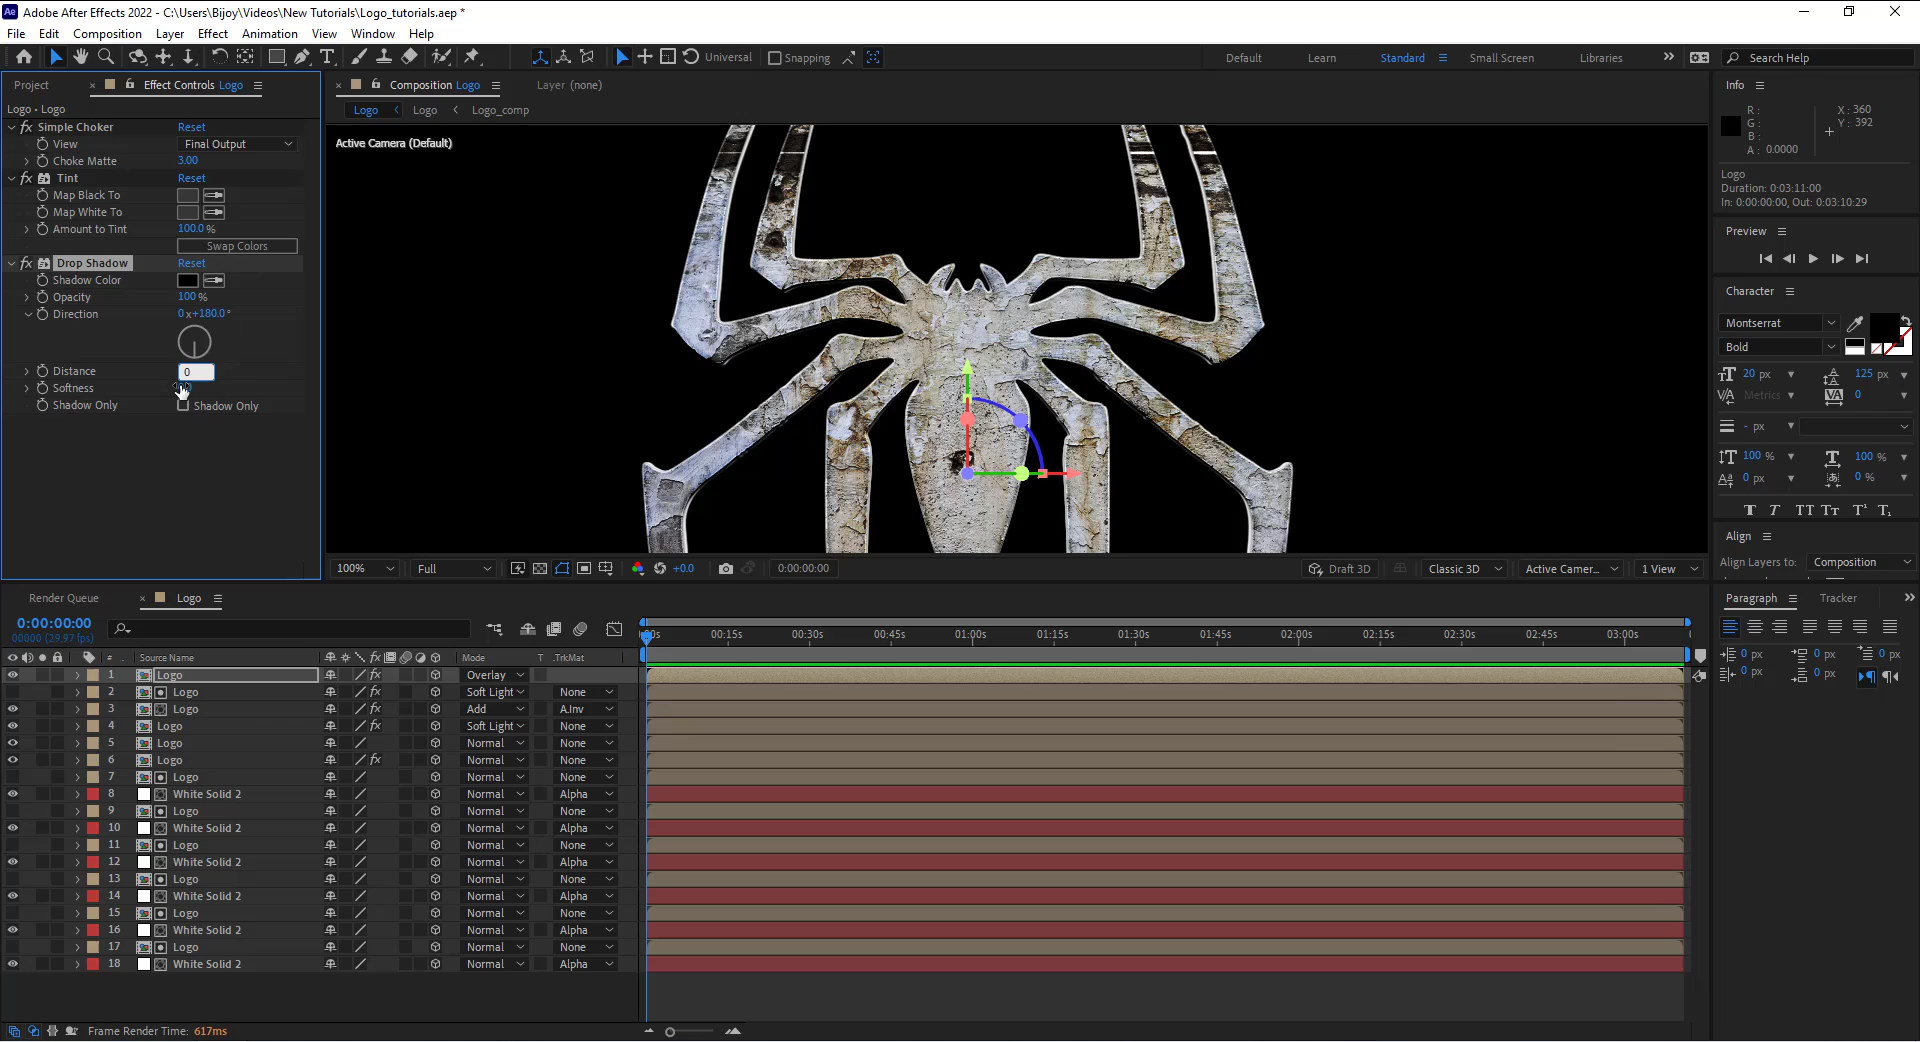 Adobe After Effects 2022 - C:\Users\Bijoy\Videos\New Tutorials\Logo_tutorials.aep *
File Edit Composition Layer Effect Animation View Window Help
Universal Snapping Default Learn Standard Small Screen Libraries Search Help
Project Effect Controls Logo
Logo • Logo
Simple Choker Reset
View Final Output
Choke Matte 3.00
Tint Reset
Map Black To
Map White To
Amount to Tint 100.0 %
Swap Colors
Drop Shadow Reset
Shadow Color
Opacity 100 %
Direction 0 x+180.0 °
Distance 0
Softness
Shadow Only Shadow Only
Composition Logo Layer (none)
Logo Logo Logo_comp
Active Camera (Default)
100% Full +0.0 0:00:00:00 Draft 3D Classic 3D Active Camer... 1 View
Info
R :
G :
B :
A : 0.0000
X : 360
Y : 392
Logo
Duration: 0:03:11:00
In: 0:00:00:00, Out: 0:03:10:29
Preview
Character
Montserrat
Bold
20 px 125 px
Metrics 0
- px
100 % 100 %
0 px 0 %
T T TT Tt T¹ T₁
Align
Align Layers to: Composition
Paragraph Tracker
0 px 0 px 0 px
0 px 0 px
Render Queue Logo
0:00:00:00
00000 (29.97 fps)
00:15s 00:30s 00:45s 01:00s 01:15s 01:30s 01:45s 02:00s 02:15s 02:30s 02:45s 03:00s
# Source Name Mode T .TrkMat
1 Logo Overlay
2 Logo Soft Light None
3 Logo Add A.Inv
4 Logo Soft Light None
5 Logo Normal None
6 Logo Normal None
7 Logo Normal None
8 White Solid 2 Normal Alpha
9 Logo Normal None
10 White Solid 2 Normal Alpha
11 Logo Normal None
12 White Solid 2 Normal Alpha
13 Logo Normal None
14 White Solid 2 Normal Alpha
15 Logo Normal None
16 White Solid 2 Normal Alpha
17 Logo Normal None
18 White Solid 2 Normal Alpha
Frame Render Time: 617ms